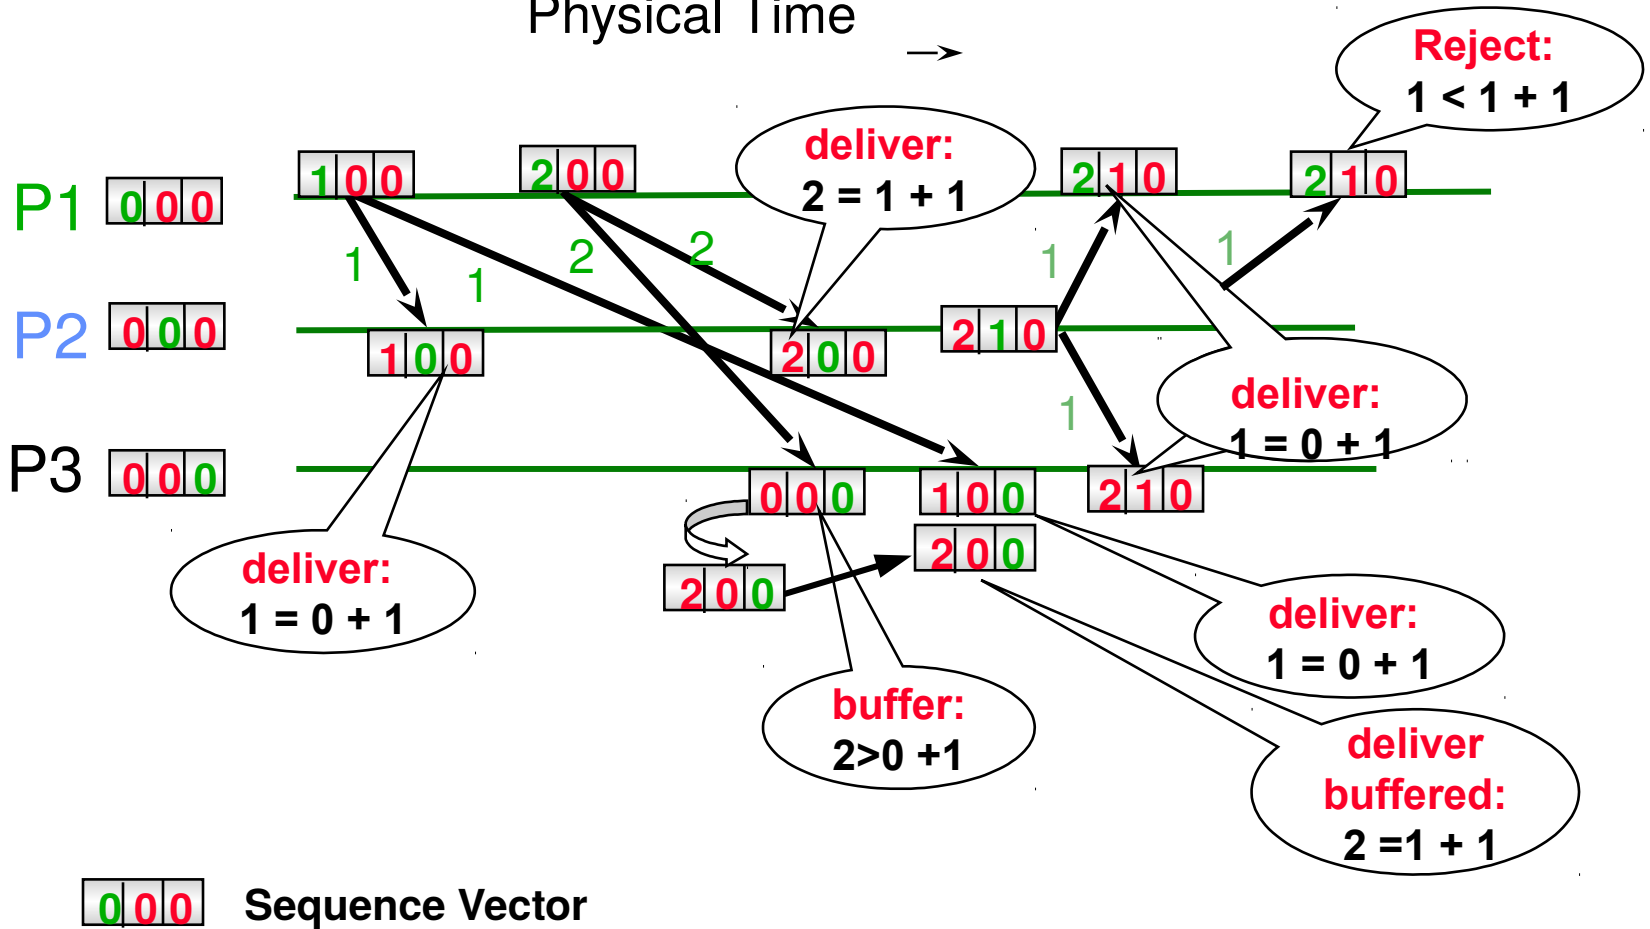 Physical Time
Reject:
1 < 1 + 1
deliver:
2 = 1 + 1
P1
0 0 0
1 0 0
2 0 0
2 1 0
2 1 0
1
1
2
2
1
1
P2
0 0 0
1 0 0
2 0 0
2 1 0
deliver:
1 = 0 + 1
1
P3
0 0 0
0 0 0
1 0 0
2 1 0
2 0 0
2 0 0
deliver:
1 = 0 + 1
deliver:
1 = 0 + 1
buffer:
2>0 +1
deliver
buffered:
2 =1 + 1
0 0 0
Sequence Vector